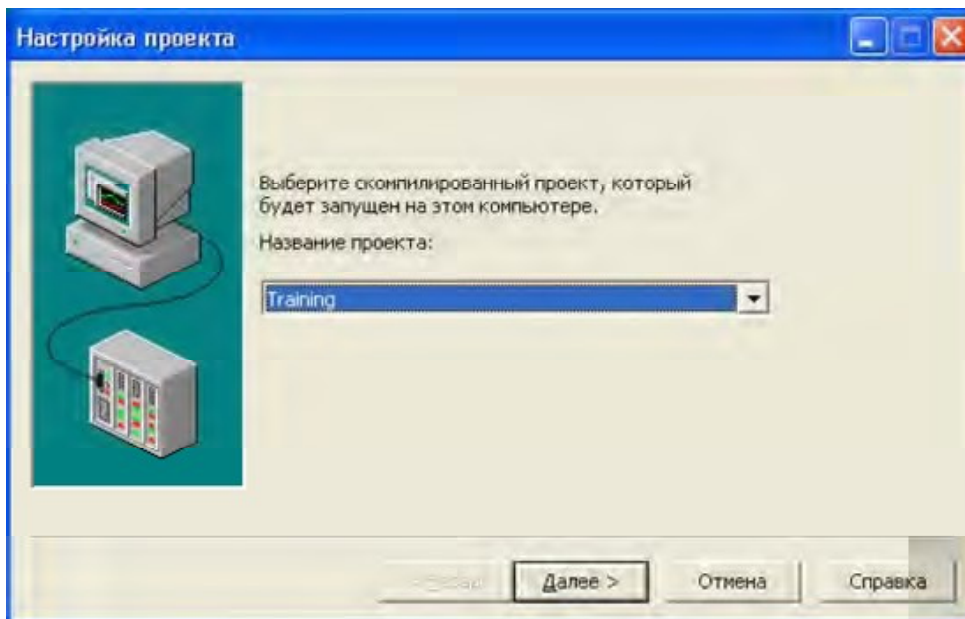 Настройка проекта
Выберите скомпилированный проект, который
будет запущен на этом компьютере.
Название проекта:
Training
Далее >
Отмена
Справка